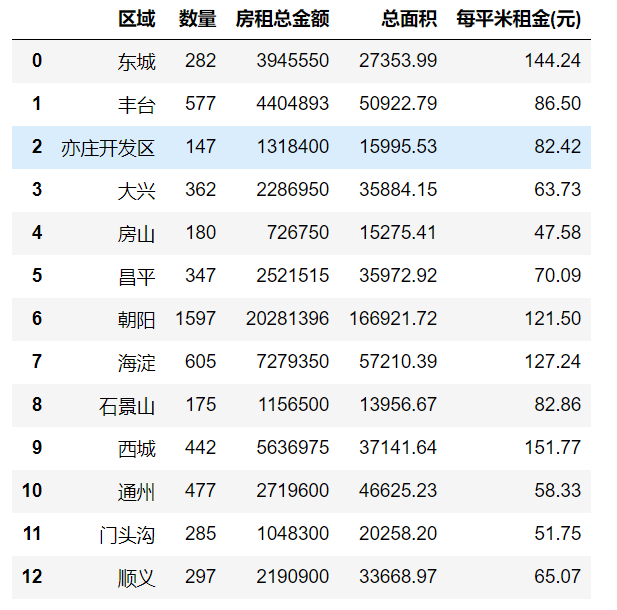 区域 数量 房租总金额 总面积 每平米租金(元)
0 东城 282 3945550 27353.99 144.24
1 丰台 577 4404893 50922.79 86.50
2 亦庄开发区 147 1318400 15995.53 82.42
3 大兴 362 2286950 35884.15 63.73
4 房山 180 726750 15275.41 47.58
5 昌平 347 2521515 35972.92 70.09
6 朝阳 1597 20281396 166921.72 121.50
7 海淀 605 7279350 57210.39 127.24
8 石景山 175 1156500 13956.67 82.86
9 西城 442 5636975 37141.64 151.77
10 通州 477 2719600 46625.23 58.33
11 门头沟 285 1048300 20258.20 51.75
12 顺义 297 2190900 33668.97 65.07